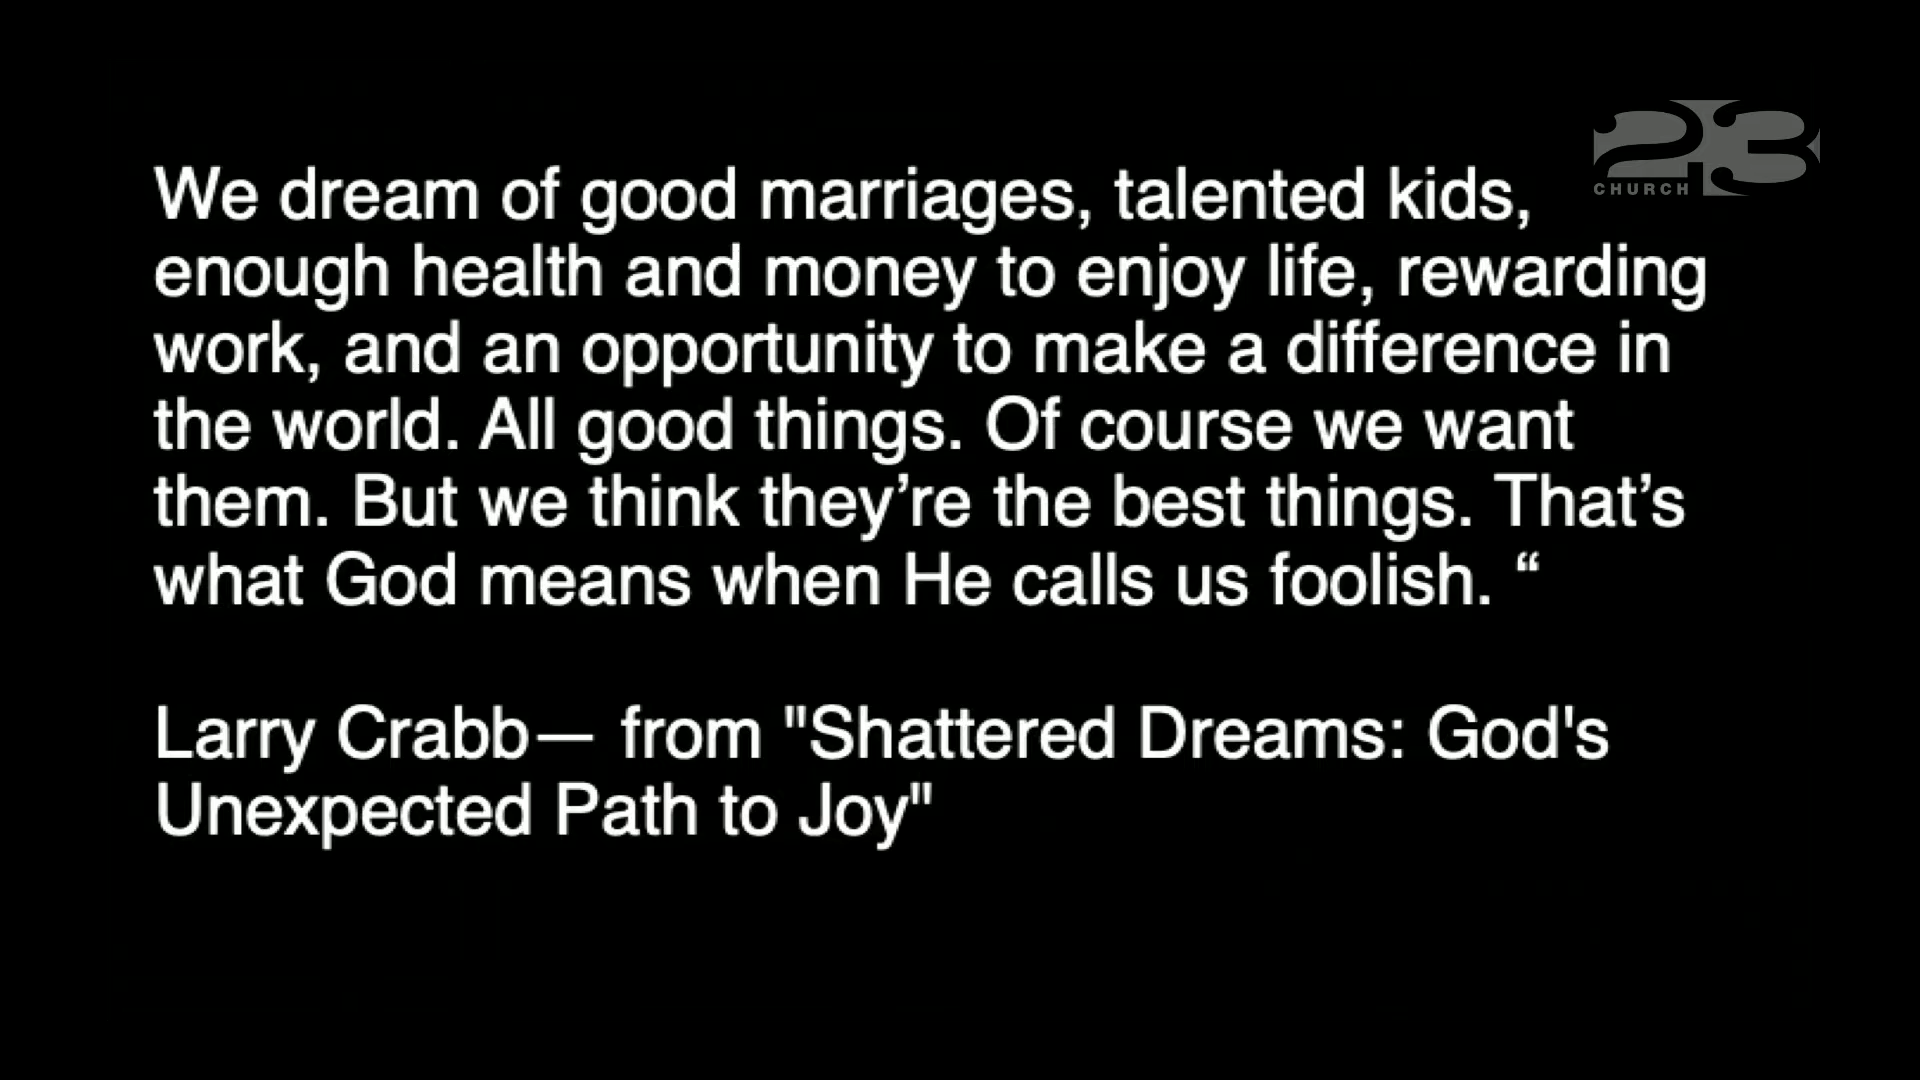 23
CHURCH
We dream of good marriages, talented kids,
enough health and money to enjoy life, rewarding
work, and an opportunity to make a difference in
the world. All good things. Of course we want
them. But we think they’re the best things. That’s
what God means when He calls us foolish. “
Larry Crabb— from "Shattered Dreams: God's
Unexpected Path to Joy"